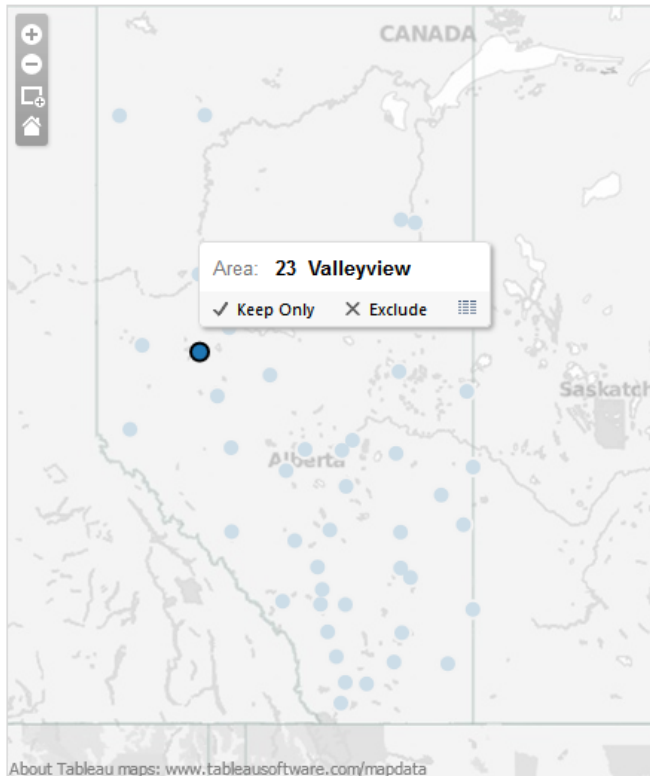 CANADA
Area: 23 Valleyview
Keep Only Exclude
Saskatch
Alberta
About Tableau maps: www.tableausoftware.com/mapdata